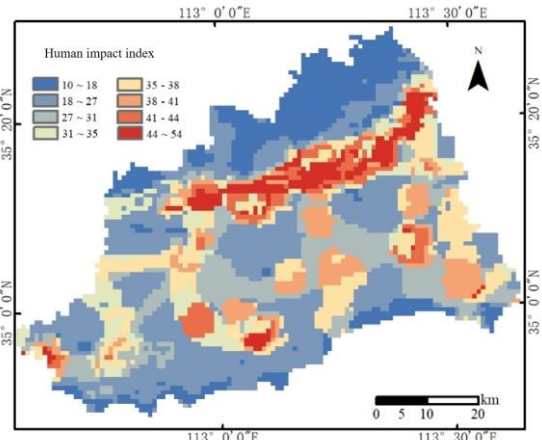 113° 0′0″E 113° 30′0″E
Human impact index
N
10 ~ 18 35 - 38
18 ~ 27 38 - 41
27 ~ 31 41 - 44
31 ~ 35 44 ~ 54
35° 20′0″N 35° 20′0″N
35° 0′0″N 35° 0′0″N
km
0 5 10 20
113° 0′0″E 113° 30′0″E